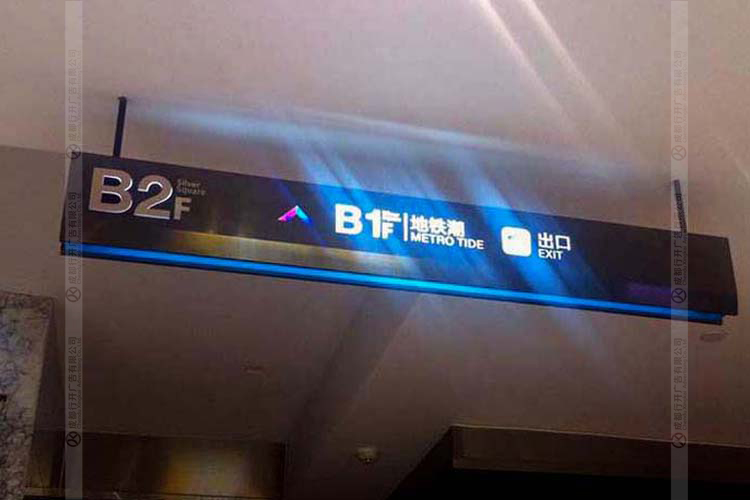 B2F
Silver
Square
B1F
地铁潮
METRO TIDE
出口
EXIT